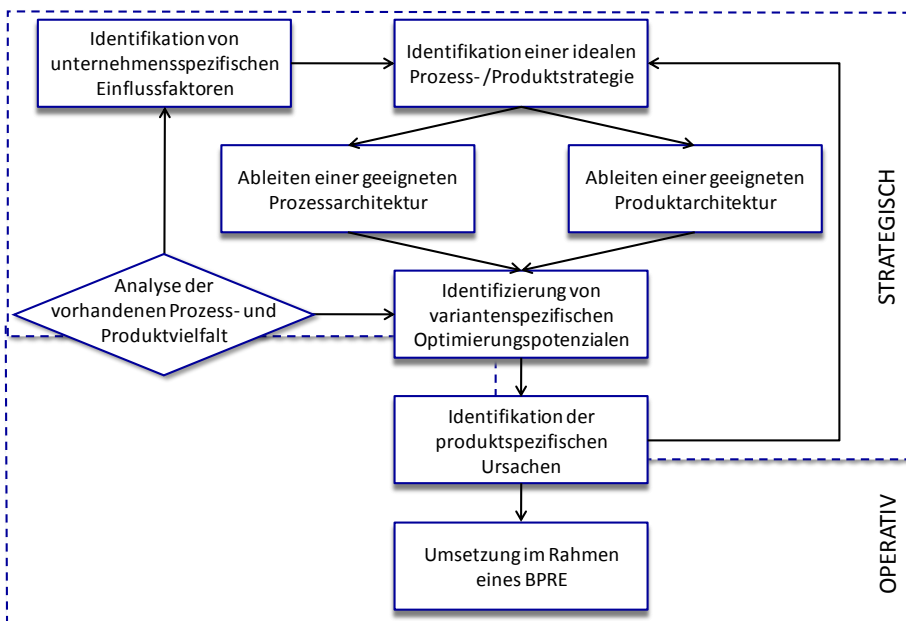 Identifikation von
unternehmensspezifischen
Einflussfaktoren
Identifikation einer idealen
Prozess-/Produktstrategie
Ableiten einer geeigneten
Prozessarchitektur
Ableiten einer geeigneten
Produktarchitektur
Analyse der
vorhandenen Prozess- und
Produktvielfalt
Identifizierung von
variantenspezifischen
Optimierungspotenzialen
Identifikation der
produktspezifischen
Ursachen
Umsetzung im Rahmen
eines BPRE
STRATEGISCH
OPERATIV